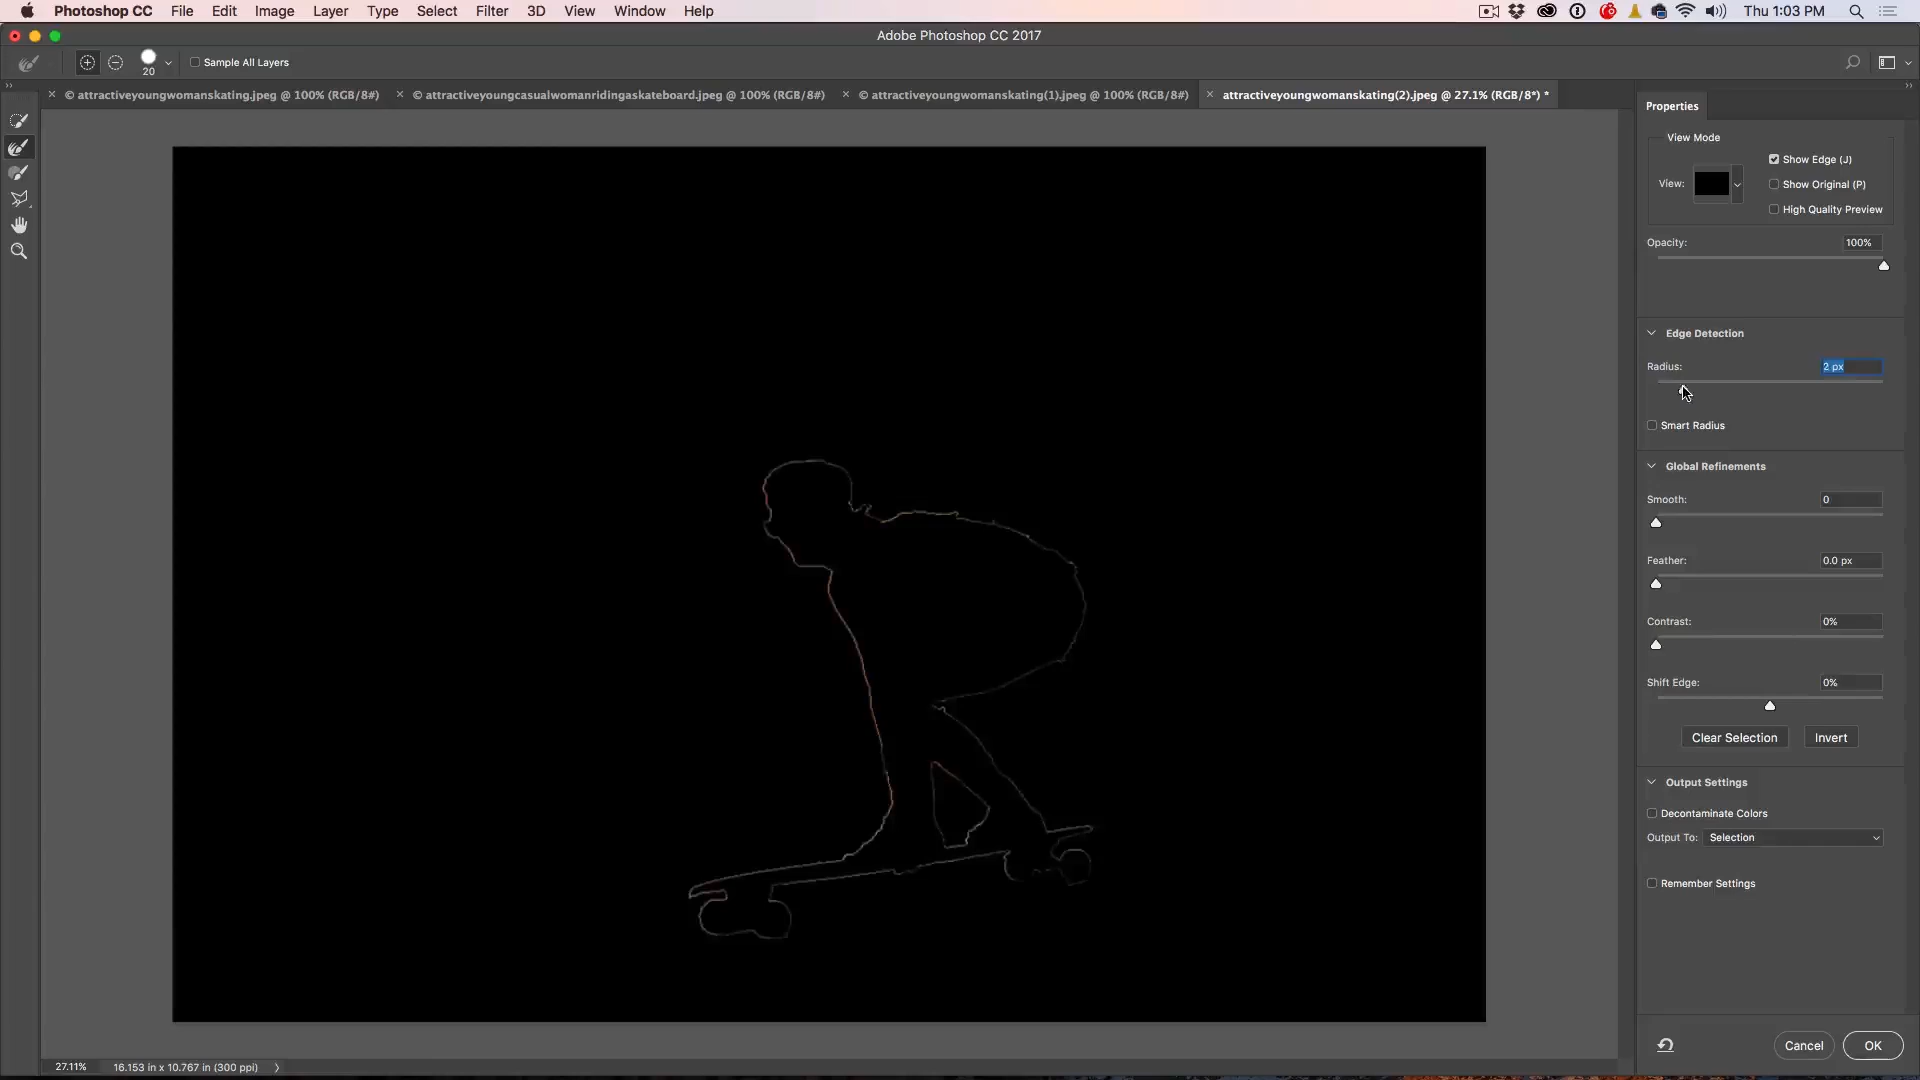 Photoshop CC File Edit Image Layer Type Select Filter 3D View Window Help Thu 1:03 PM
Adobe Photoshop CC 2017
20 Sample All Layers
© attractiveyoungwomanskating.jpeg @ 100% (RGB/8#) © attractiveyoungcasualwomanridingaskateboard.jpeg @ 100% (RGB/8#) © attractiveyoungwomanskating(1).jpeg @ 100% (RGB/8#) attractiveyoungwomanskating(2).jpeg @ 27.1% (RGB/8*) *
Properties
View Mode
Show Edge (J)
View:
Show Original (P)
High Quality Preview
Opacity: 100%
Edge Detection
Radius: 2 px
Smart Radius
Global Refinements
Smooth: 0
Feather: 0.0 px
Contrast: 0%
Shift Edge: 0%
Clear Selection Invert
Output Settings
Decontaminate Colors
Output To: Selection
Remember Settings
Cancel OK
27.11% 16.153 in x 10.767 in (300 ppi)